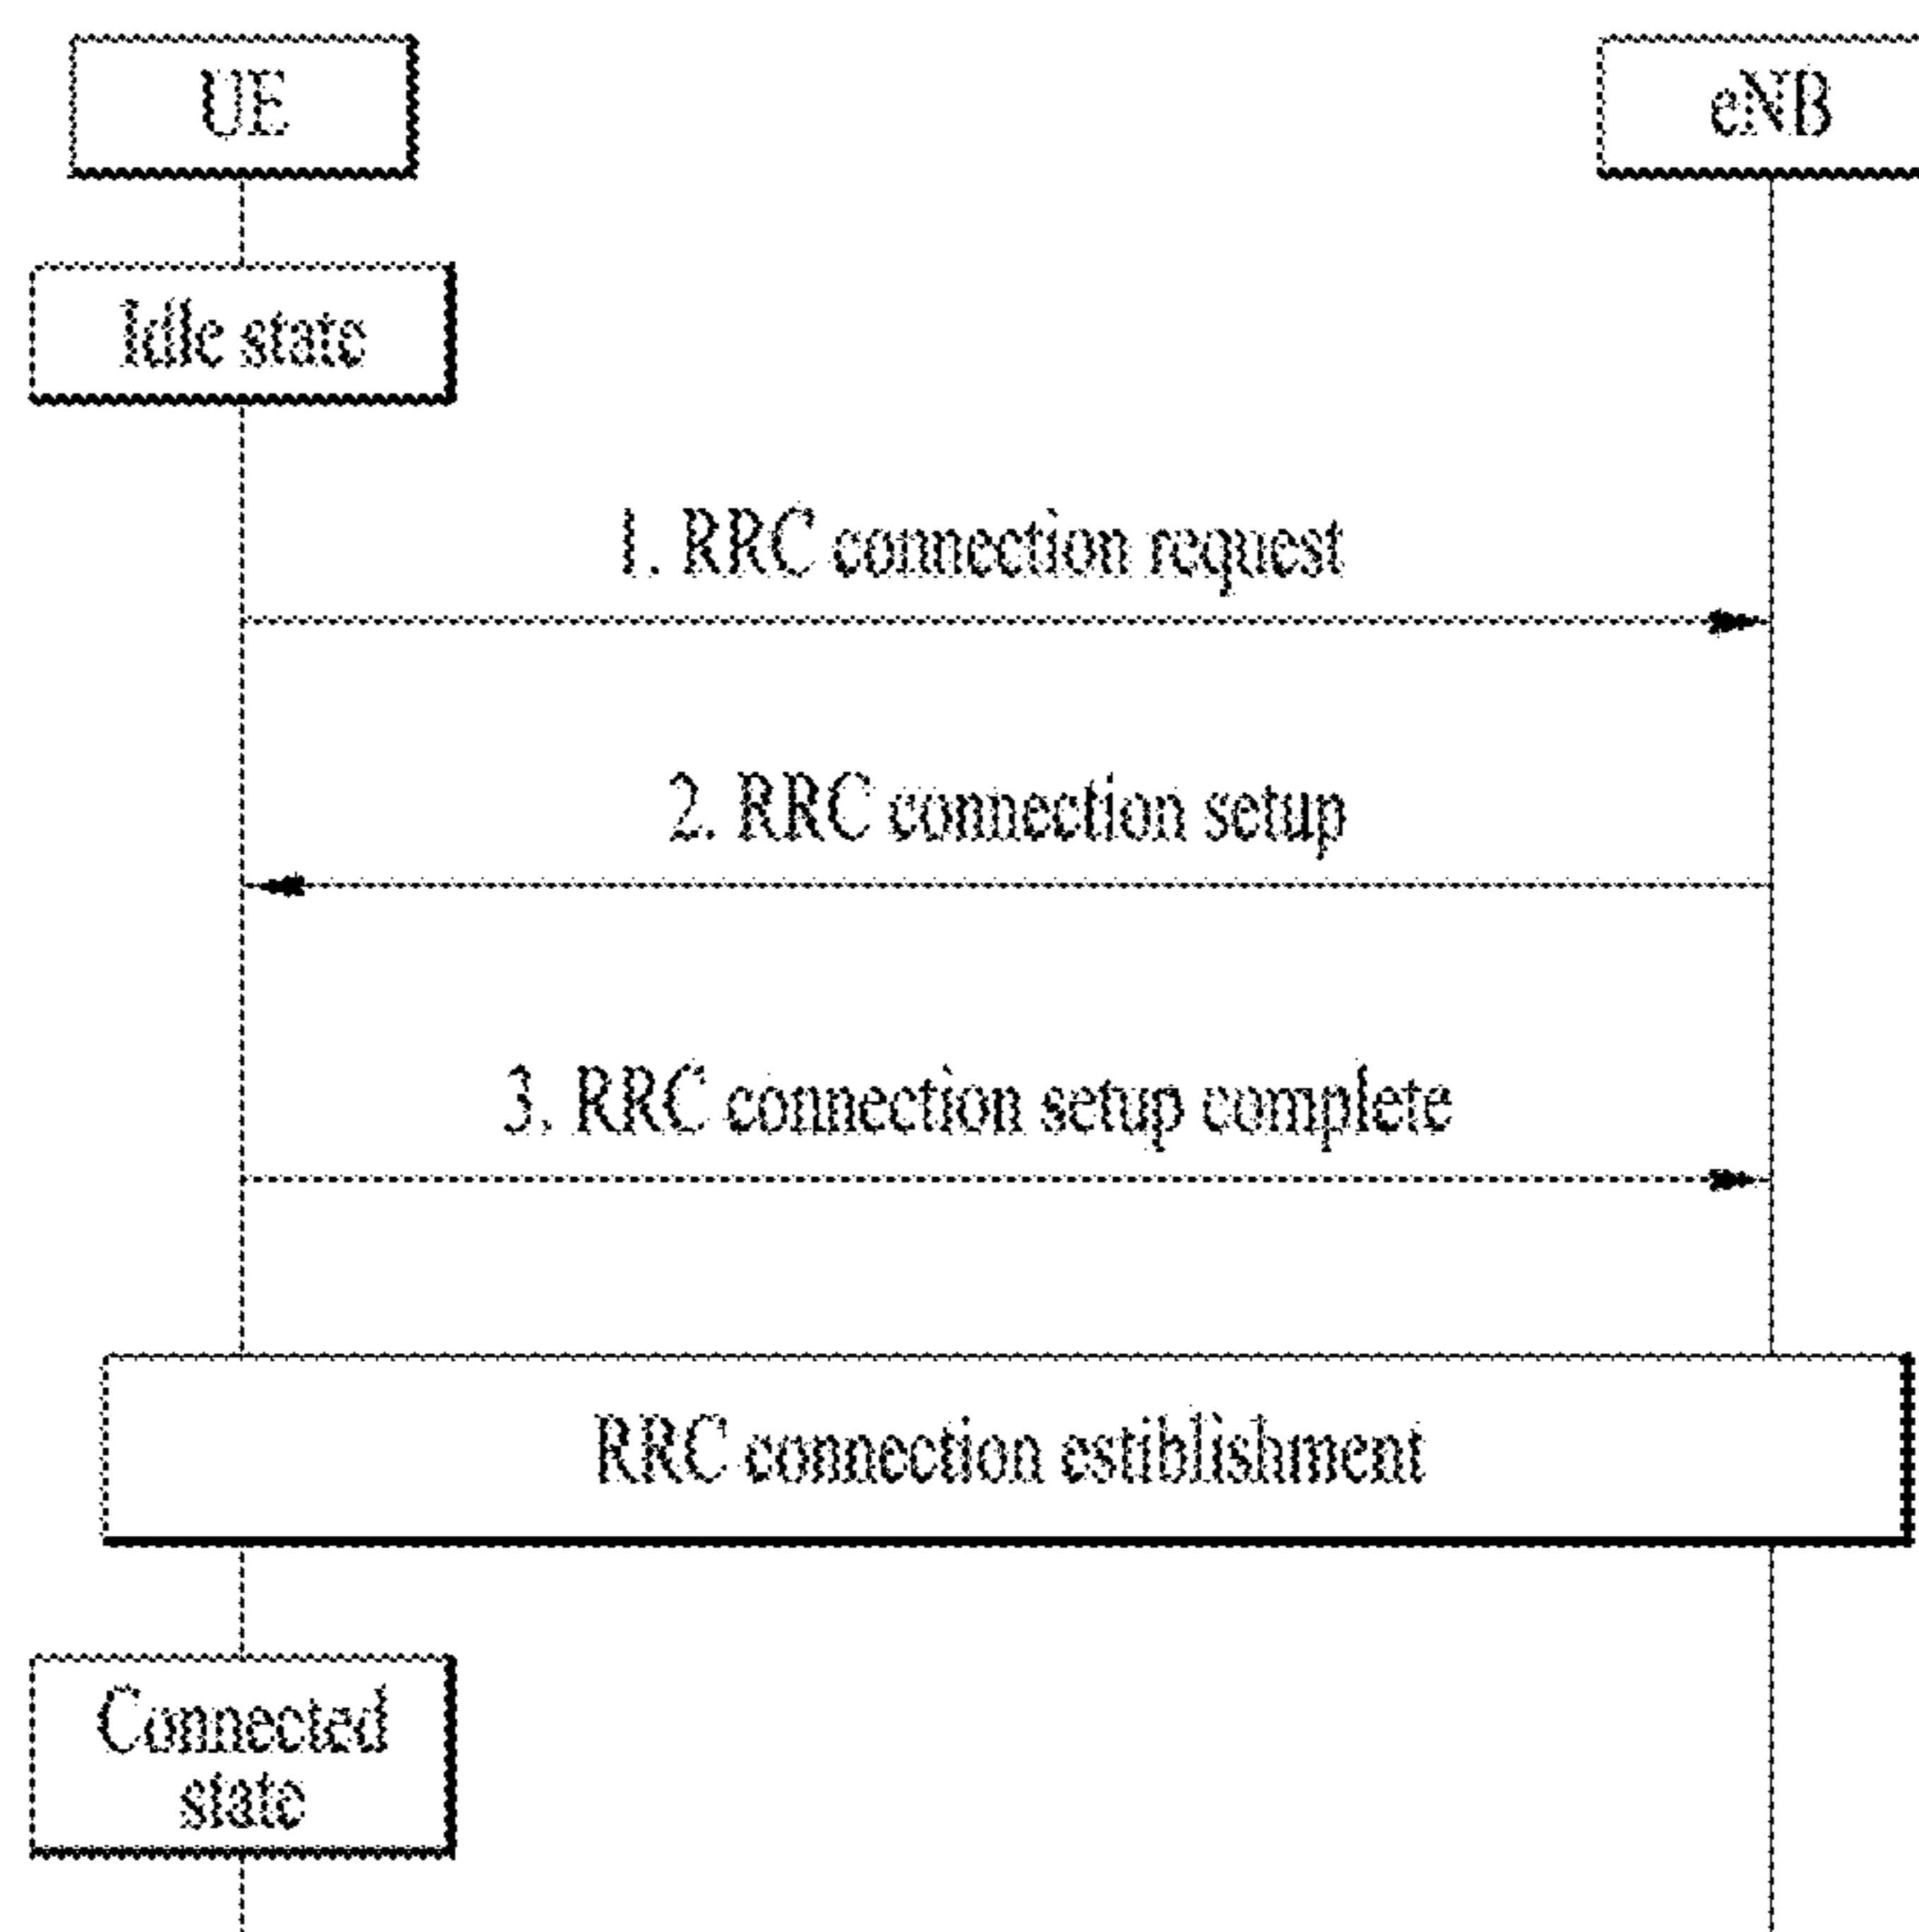 UE
eNB
Idle state
1. RRC connection request
2. RRC connection setup
3. RRC connection setup complete
RRC connection estiblishment
Connected
state